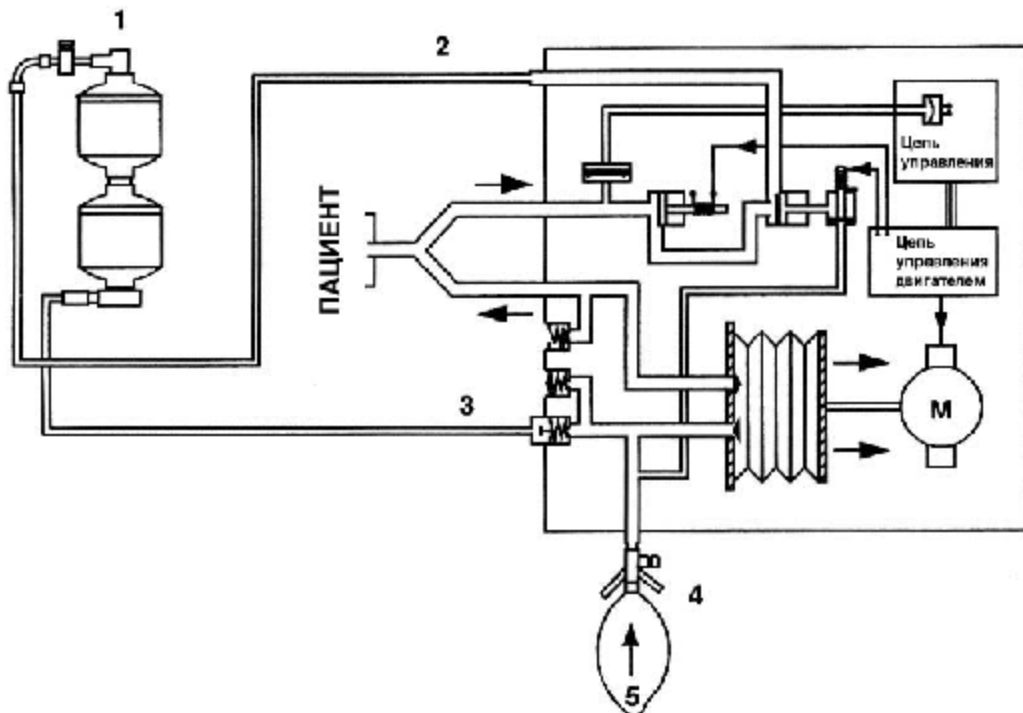 1
2
Цепь
управления
ПАЦИЕНТ
Цепь
управления
двигателем
3
М
4
5